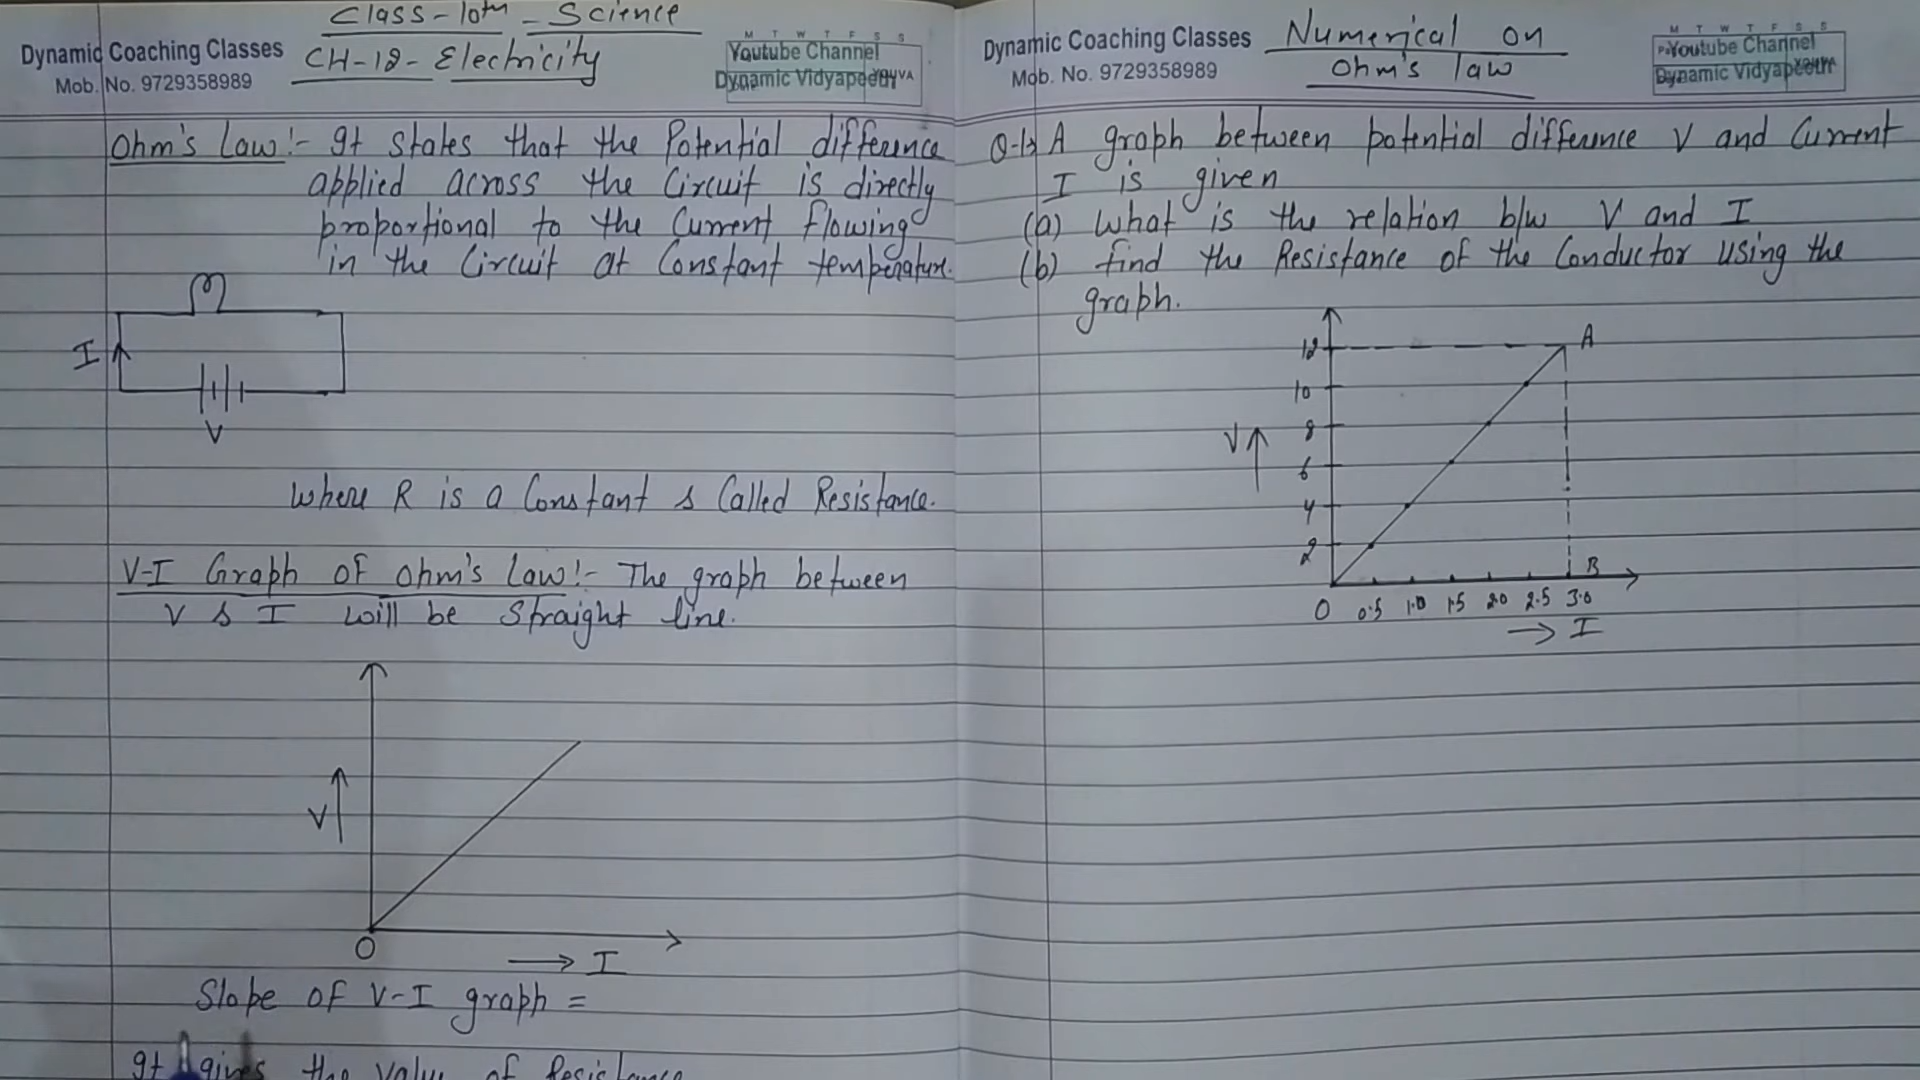 Class-10th - Science
Dynamic Coaching Classes
CH-12- Electricity
Mob. No. 9729358989
M T W T F S S
Youtube Channel
Dynamic Vidyapeeth
Ohm's Law:- It states that the Potential difference
applied across the Circuit is directly
proportional to the Current flowing
in the Circuit at Constant temperature.
I
V
Where R is a Constant & Called Resistance.
V-I Graph OF Ohm's Law:- The graph between
V & I will be Straight line.
V
O
I
Slope OF V-I graph =
It gives the value of Resistance
Dynamic Coaching Classes
Mob. No. 9729358989
Numerical on
Ohm's law
M T W T F S S
Youtube Channel
Dynamic Vidyapeeth
Q-1 A graph between potential difference V and Current
I is given
(a) What is the relation b/w V and I
(b) find the Resistance of the Conductor using the
graph.
12 A
10
V 8
6
4
2
B
O 0.5 1.0 1.5 2.0 2.5 3.0
I